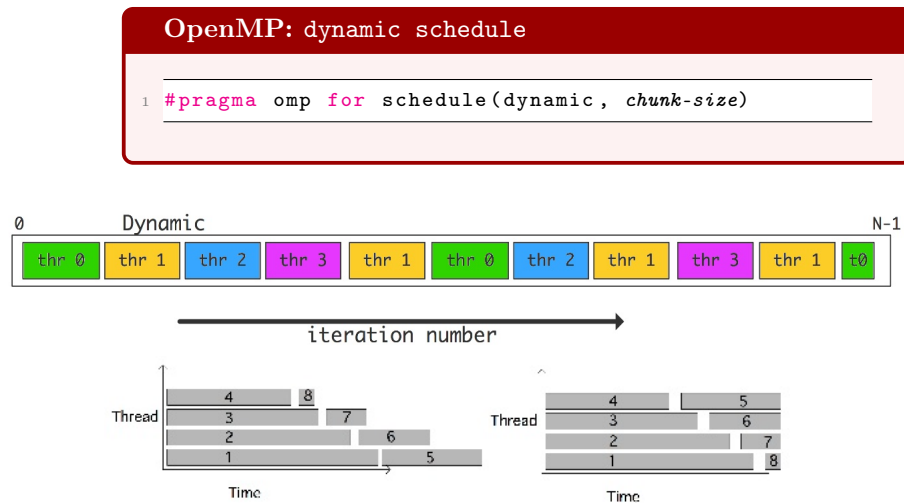 OpenMP: dynamic schedule
1 #pragma omp for schedule(dynamic, chunk-size)
0 Dynamic N-1
thr 0 thr 1 thr 2 thr 3 thr 1 thr 0 thr 2 thr 1 thr 3 thr 1 t0
iteration number
4 8
Thread 3 7
2 6
1 5
Time
4 5
Thread 3 6
2 7
1 8
Time